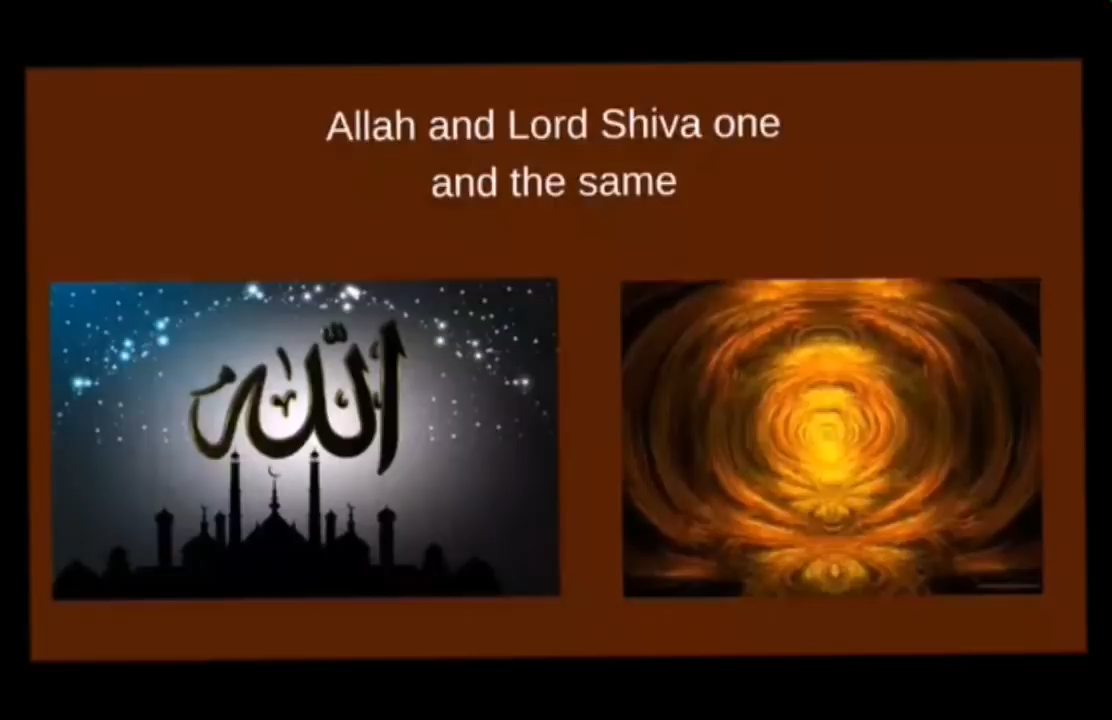 Allah and Lord Shiva one
and the same
الله